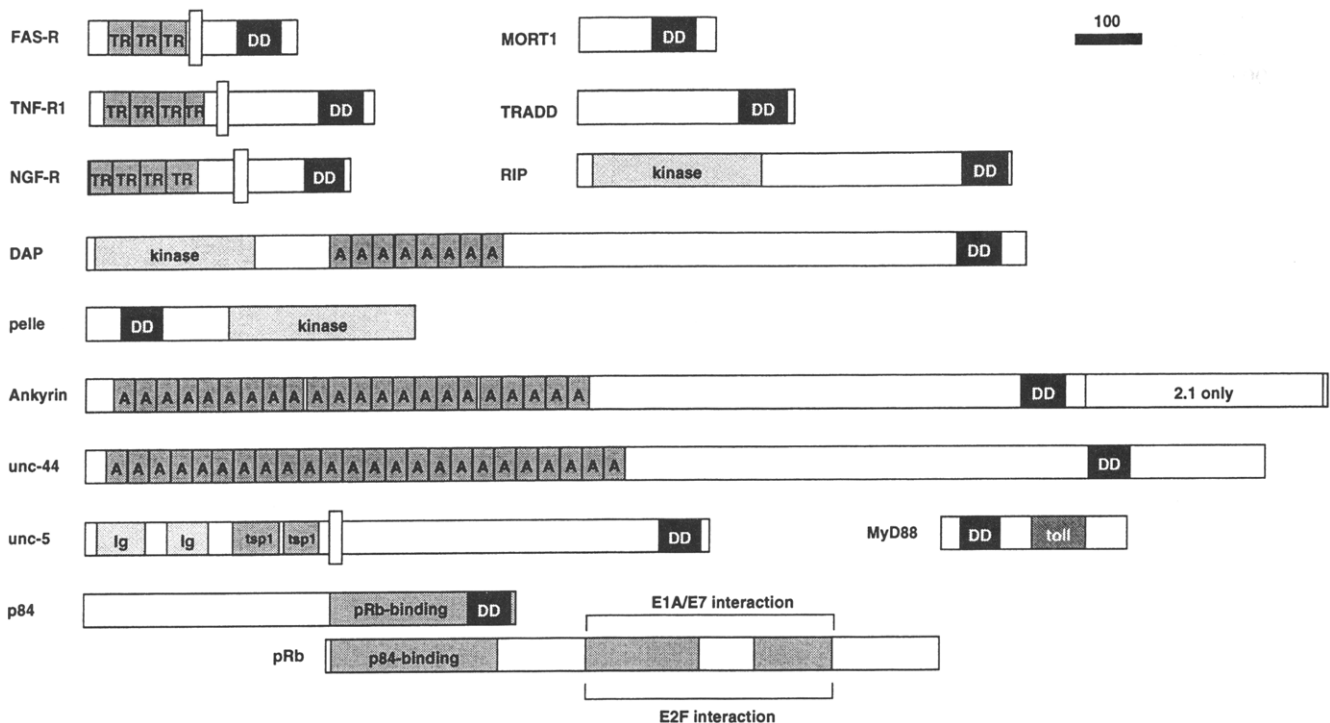 FAS-R TR TR TR DD
MORT1 DD
100
TNF-R1 TR TR TR TR DD
TRADD DD
NGF-R TR TR TR TR DD
RIP kinase DD
DAP kinase A A A A A A A A DD
pelle DD kinase
Ankyrin A A A A A A A A A A A A A A A A A A A A A A DD 2.1 only
unc-44 A A A A A A A A A A A A A A A A A A A A A A A A DD
unc-5 Ig Ig tsp1 tsp1 DD
MyD88 DD toll
p84 pRb-binding DD
E1A/E7 interaction
pRb p84-binding
E2F interaction